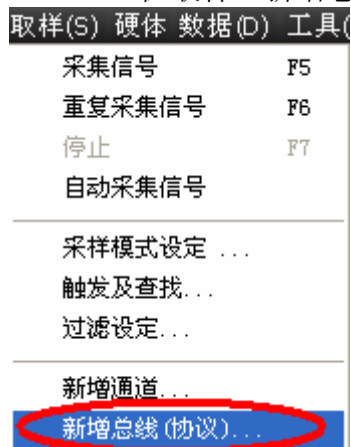 取样(S) 硬体 数据(D) 工具(
采集信号 F5
重复采集信号 F6
停止 F7
自动采集信号
采样模式设定 ...
触发及查找...
过滤设定...
新增通道...
新增总线(协议)...